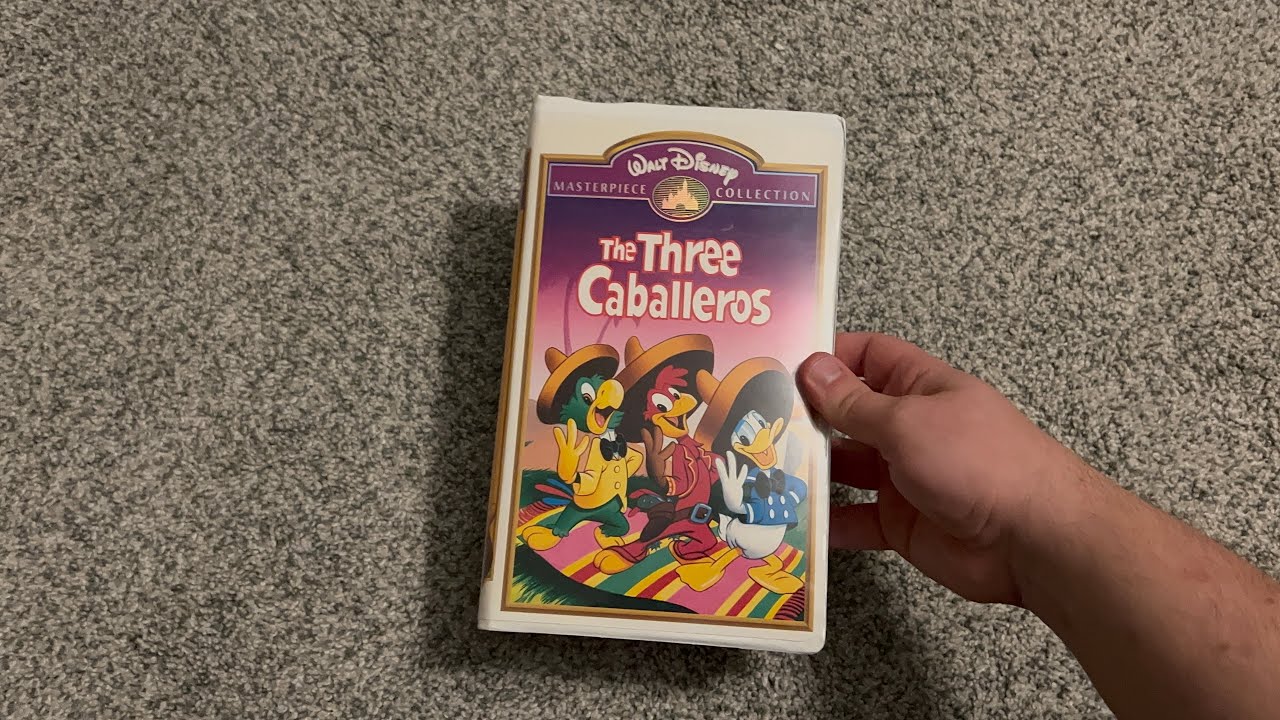 Walt Disney
MASTERPIECE COLLECTION
The Three
Caballeros